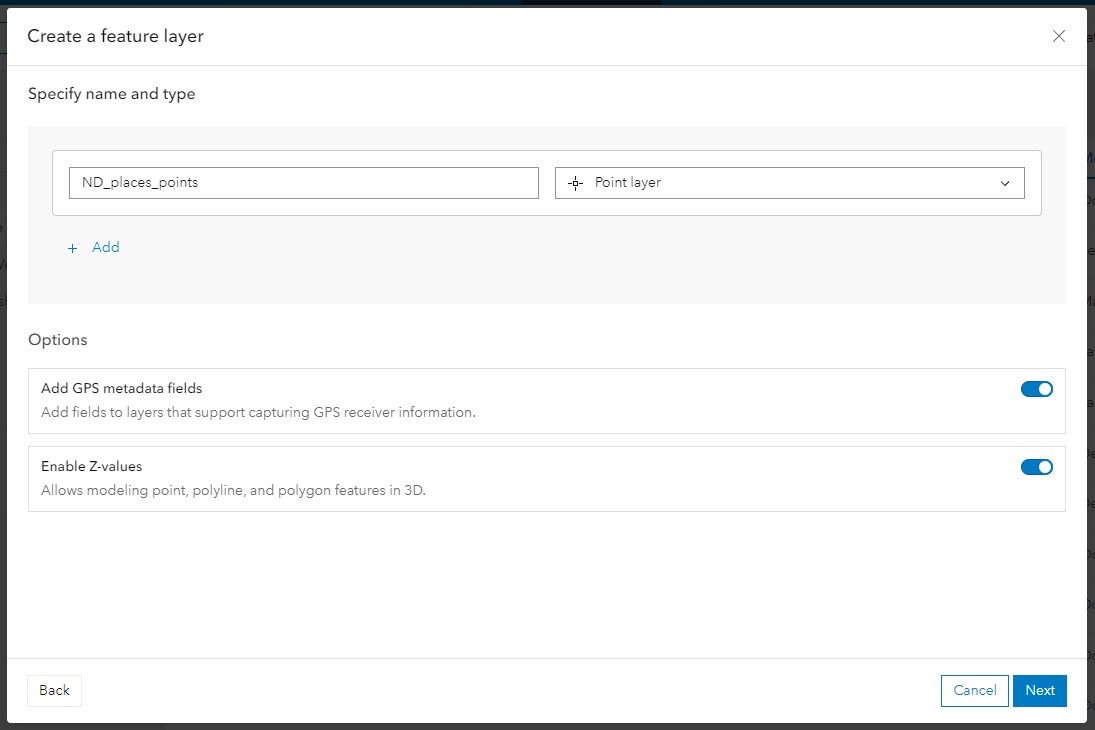 Create a feature layer
Specify name and type
ND_places_points
Point layer
+ Add
Options
Add GPS metadata fields
Add fields to layers that support capturing GPS receiver information.
Enable Z-values
Allows modeling point, polyline, and polygon features in 3D.
Back
Cancel
Next